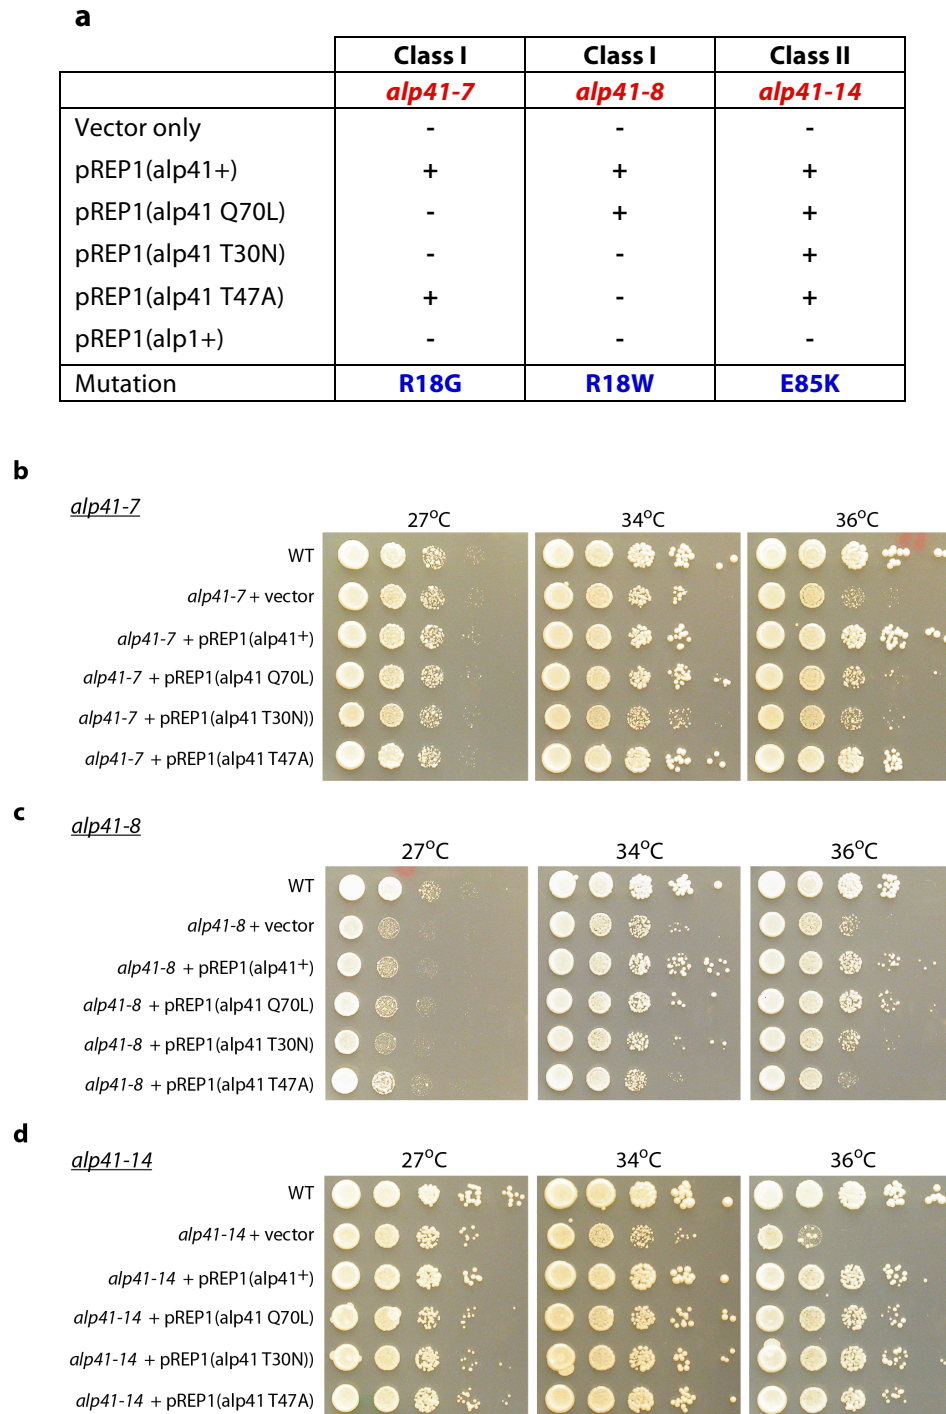 a
Class I Class I Class II
alp41-7 alp41-8 alp41-14
Vector only - - -
pREP1(alp41+) + + +
pREP1(alp41 Q70L) - + +
pREP1(alp41 T30N) - - +
pREP1(alp41 T47A) + - +
pREP1(alp1+) - - -
Mutation R18G R18W E85K
b
alp41-7
27°C 34°C 36°C
WT
alp41-7 + vector
alp41-7 + pREP1(alp41+)
alp41-7 + pREP1(alp41 Q70L)
alp41-7 + pREP1(alp41 T30N))
alp41-7 + pREP1(alp41 T47A)
c
alp41-8
27°C 34°C 36°C
WT
alp41-8 + vector
alp41-8 + pREP1(alp41+)
alp41-8 + pREP1(alp41 Q70L)
alp41-8 + pREP1(alp41 T30N)
alp41-8 + pREP1(alp41 T47A)
d
alp41-14
27°C 34°C 36°C
WT
alp41-14 + vector
alp41-14 + pREP1(alp41+)
alp41-14 + pREP1(alp41 Q70L)
alp41-14 + pREP1(alp41 T30N))
alp41-14 + pREP1(alp41 T47A)